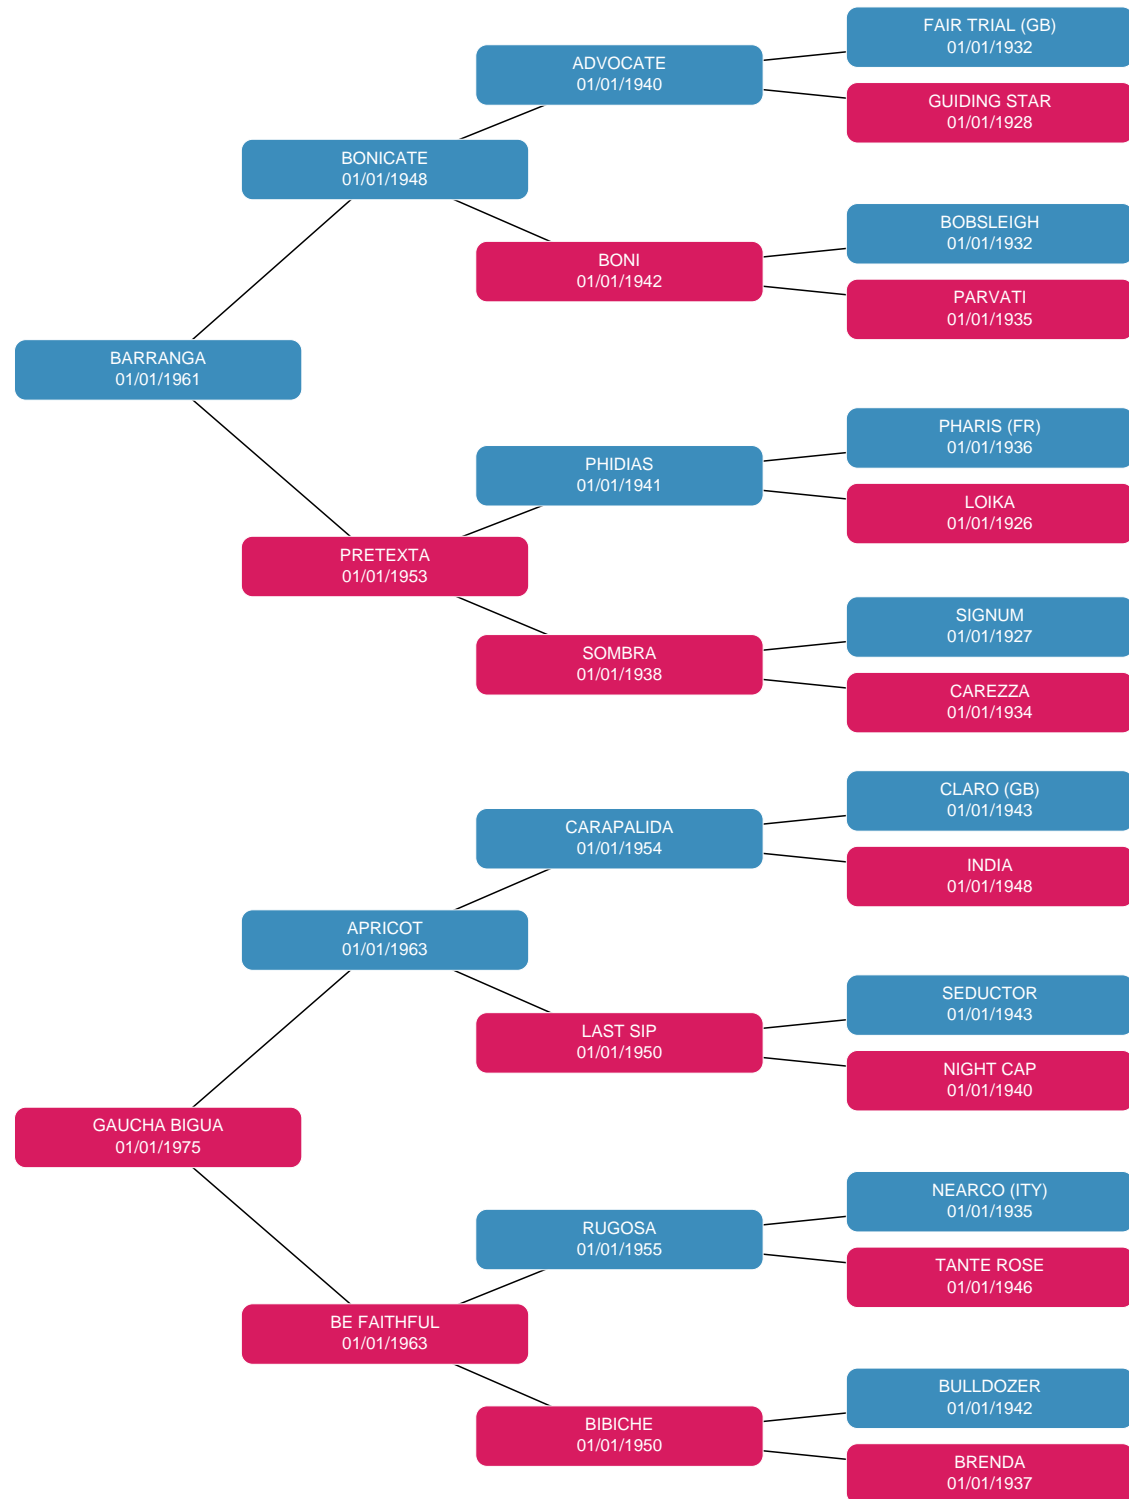 FAIR TRIAL (GB)
01/01/1932
ADVOCATE
01/01/1940
GUIDING STAR
01/01/1928
BONICATE
01/01/1948
BOBSLEIGH
01/01/1932
BONI
01/01/1942
PARVATI
01/01/1935
BARRANGA
01/01/1961
PHARIS (FR)
01/01/1936
PHIDIAS
01/01/1941
LOIKA
01/01/1926
PRETEXTA
01/01/1953
SIGNUM
01/01/1927
SOMBRA
01/01/1938
CAREZZA
01/01/1934
CLARO (GB)
01/01/1943
CARAPALIDA
01/01/1954
INDIA
01/01/1948
APRICOT
01/01/1963
SEDUCTOR
01/01/1943
LAST SIP
01/01/1950
NIGHT CAP
01/01/1940
GAUCHA BIGUA
01/01/1975
NEARCO (ITY)
01/01/1935
RUGOSA
01/01/1955
TANTE ROSE
01/01/1946
BE FAITHFUL
01/01/1963
BULLDOZER
01/01/1942
BIBICHE
01/01/1950
BRENDA
01/01/1937